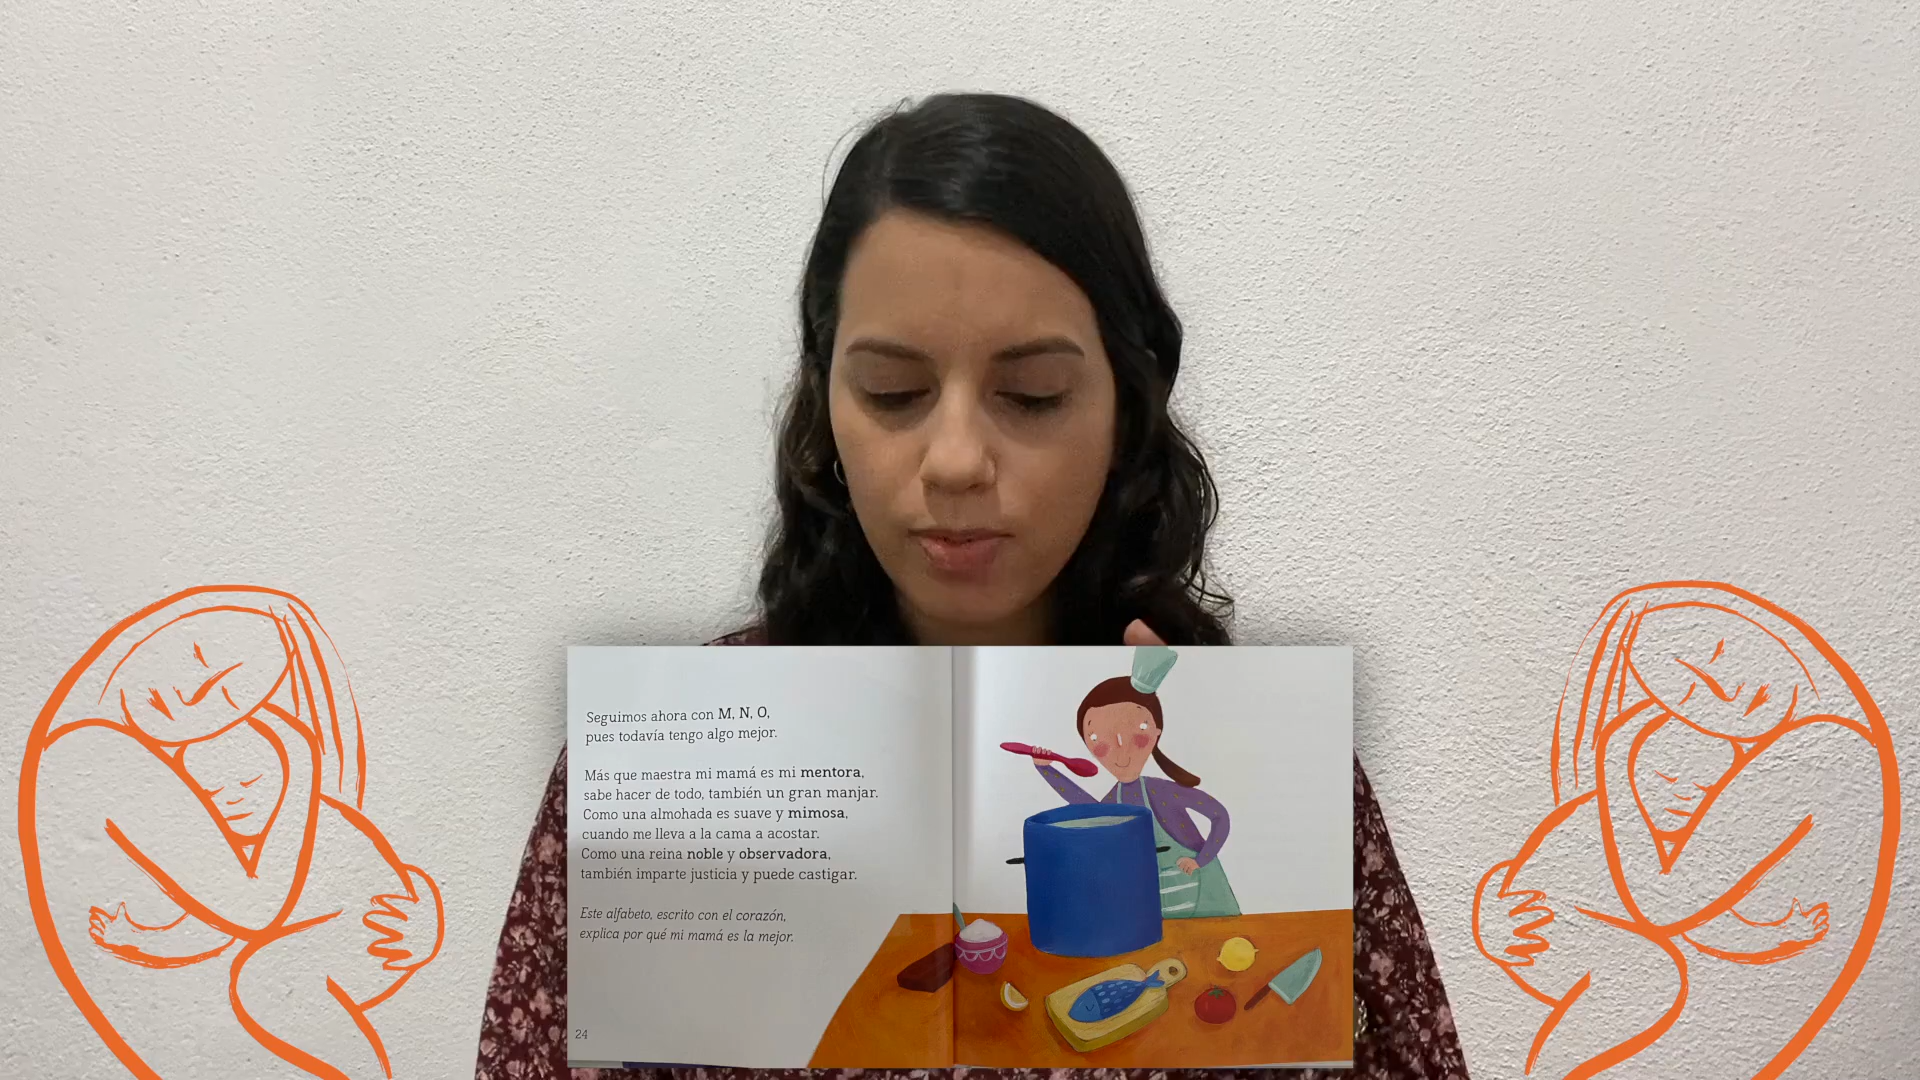 Seguimos ahora con M, N, O,
pues todavía tengo algo mejor.
Más que maestra mi mamá es mi mentora,
sabe hacer de todo, también un gran manjar.
Como una almohada es suave y mimosa,
cuando me lleva a la cama a acostar.
Como una reina noble y observadora,
también imparte justicia y puede castigar.
Este alfabeto, escrito con el corazón,
explica por qué mi mamá es la mejor.
24